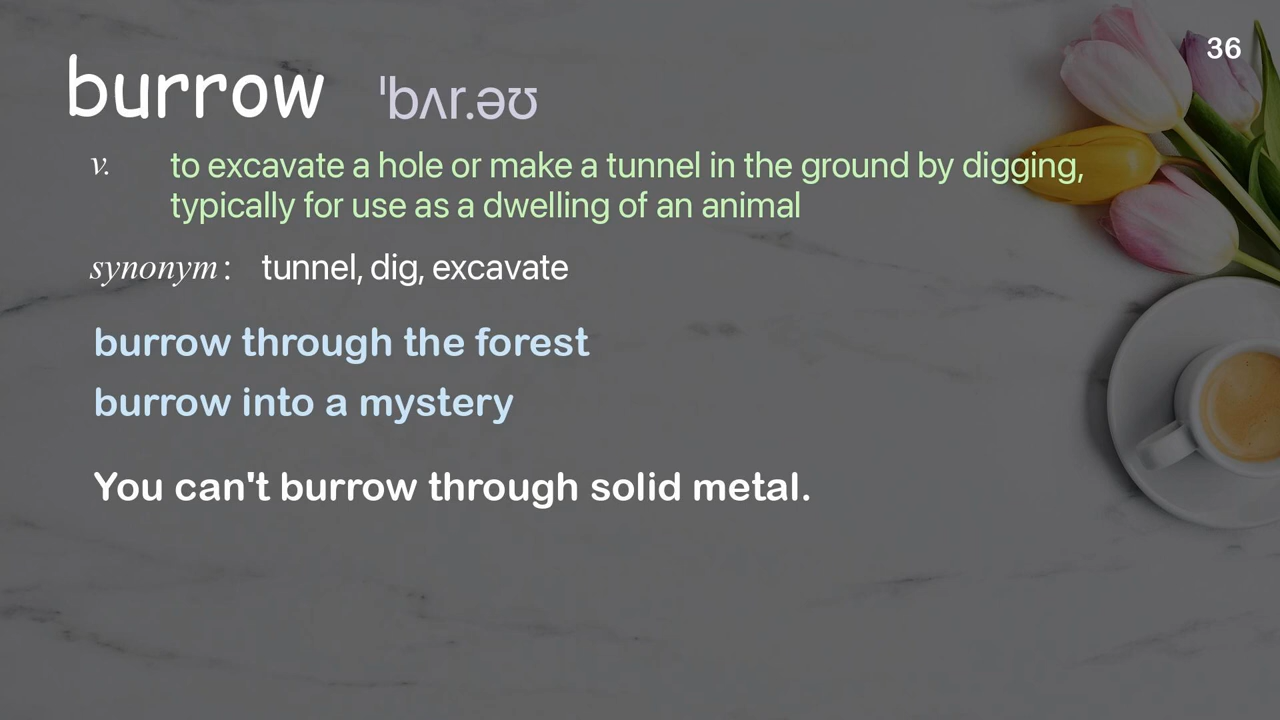 36
burrow ˈbʌr.əʊ
v. to excavate a hole or make a tunnel in the ground by digging,
typically for use as a dwelling of an animal
synonym: tunnel, dig, excavate
burrow through the forest
burrow into a mystery
You can't burrow through solid metal.